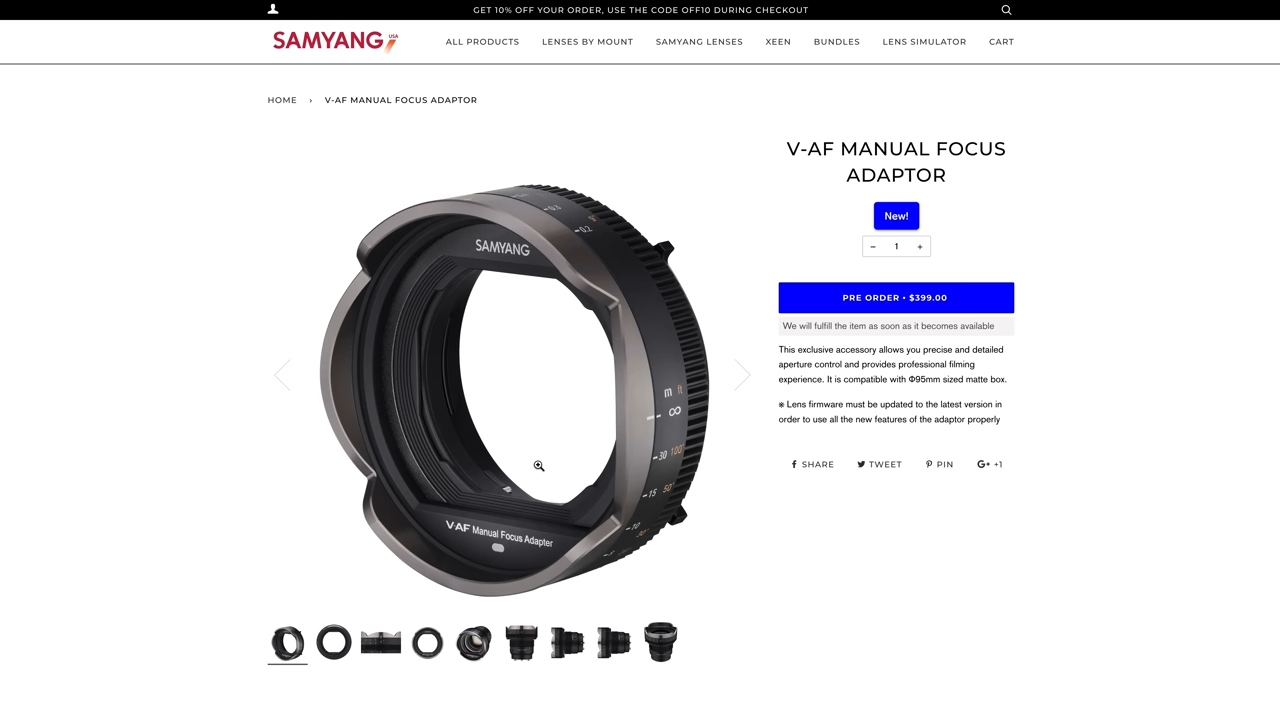 GET 10% OFF YOUR ORDER, USE THE CODE OFF10 DURING CHECKOUT
SAMYANG USA
ALL PRODUCTS
LENSES BY MOUNT
SAMYANG LENSES
XEEN
BUNDLES
LENS SIMULATOR
CART
HOME › V-AF MANUAL FOCUS ADAPTOR
V-AF MANUAL FOCUS
ADAPTOR
New!
− 1 +
PRE ORDER • $399.00
We will fulfill the item as soon as it becomes available
This exclusive accessory allows you precise and detailed
aperture control and provides professional filming
experience. It is compatible with Φ95mm sized matte box.
※ Lens firmware must be updated to the latest version in
order to use all the new features of the adaptor properly
SHARE
TWEET
PIN
G+ +1
SAMYANG
0.2
m ft
∞
30 100
15 50
10
V-AF Manual Focus Adapter